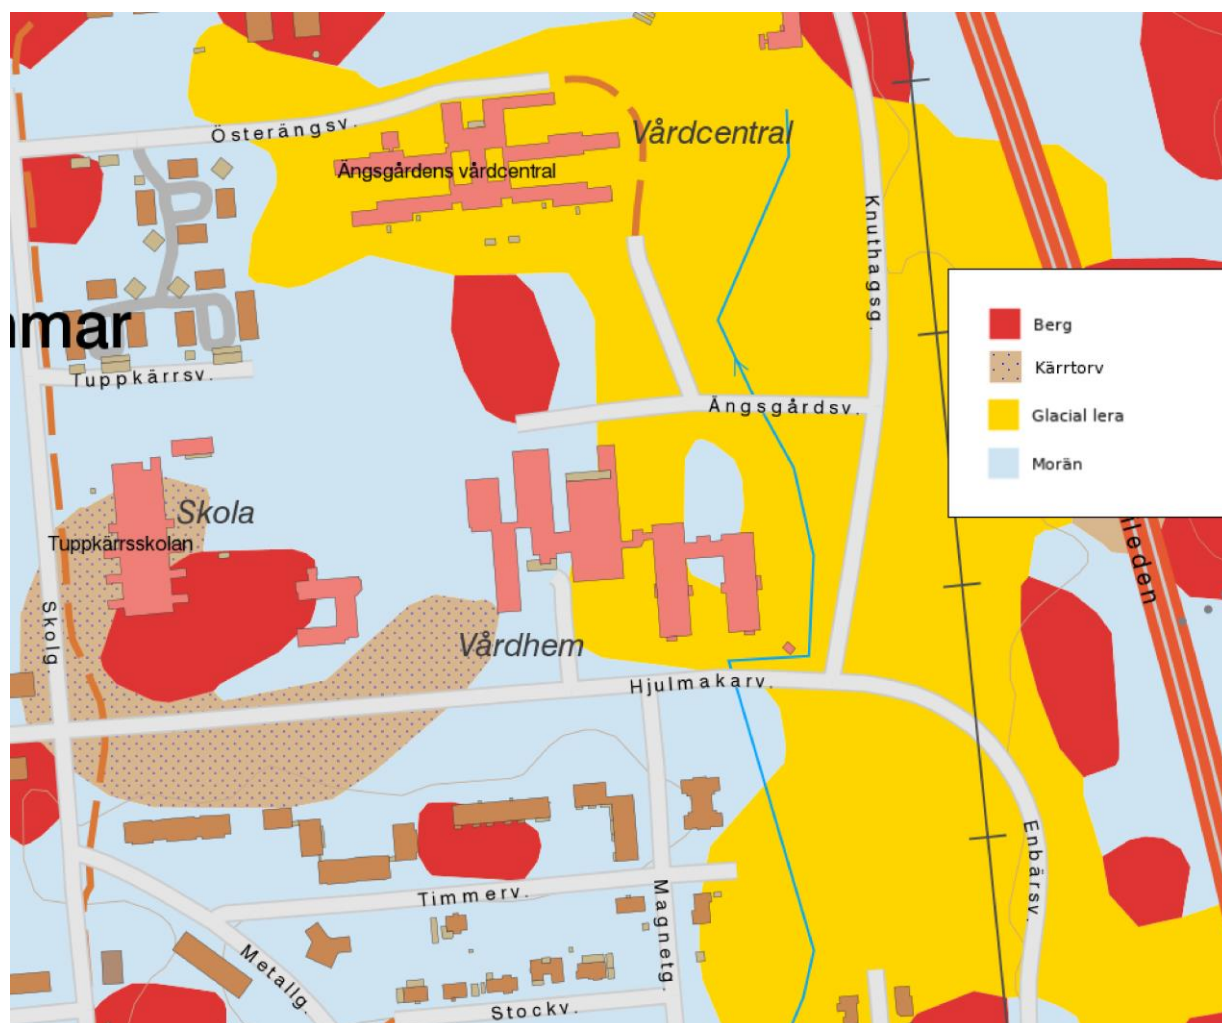 Österängsv.
Vårdcentral
Ängsgårdens vårdcentral
Knuthagsg.
Berg
Kärrtorv
Glacial lera
Morän
mar
Tuppkärrsv.
Ängsgårdsv.
Skola
Tuppkärrsskolan
leden
Skolg.
Vårdhem
Hjulmakarv.
Enbärsv.
Timmerv.
Magnetg.
Metallg.
Stockv.